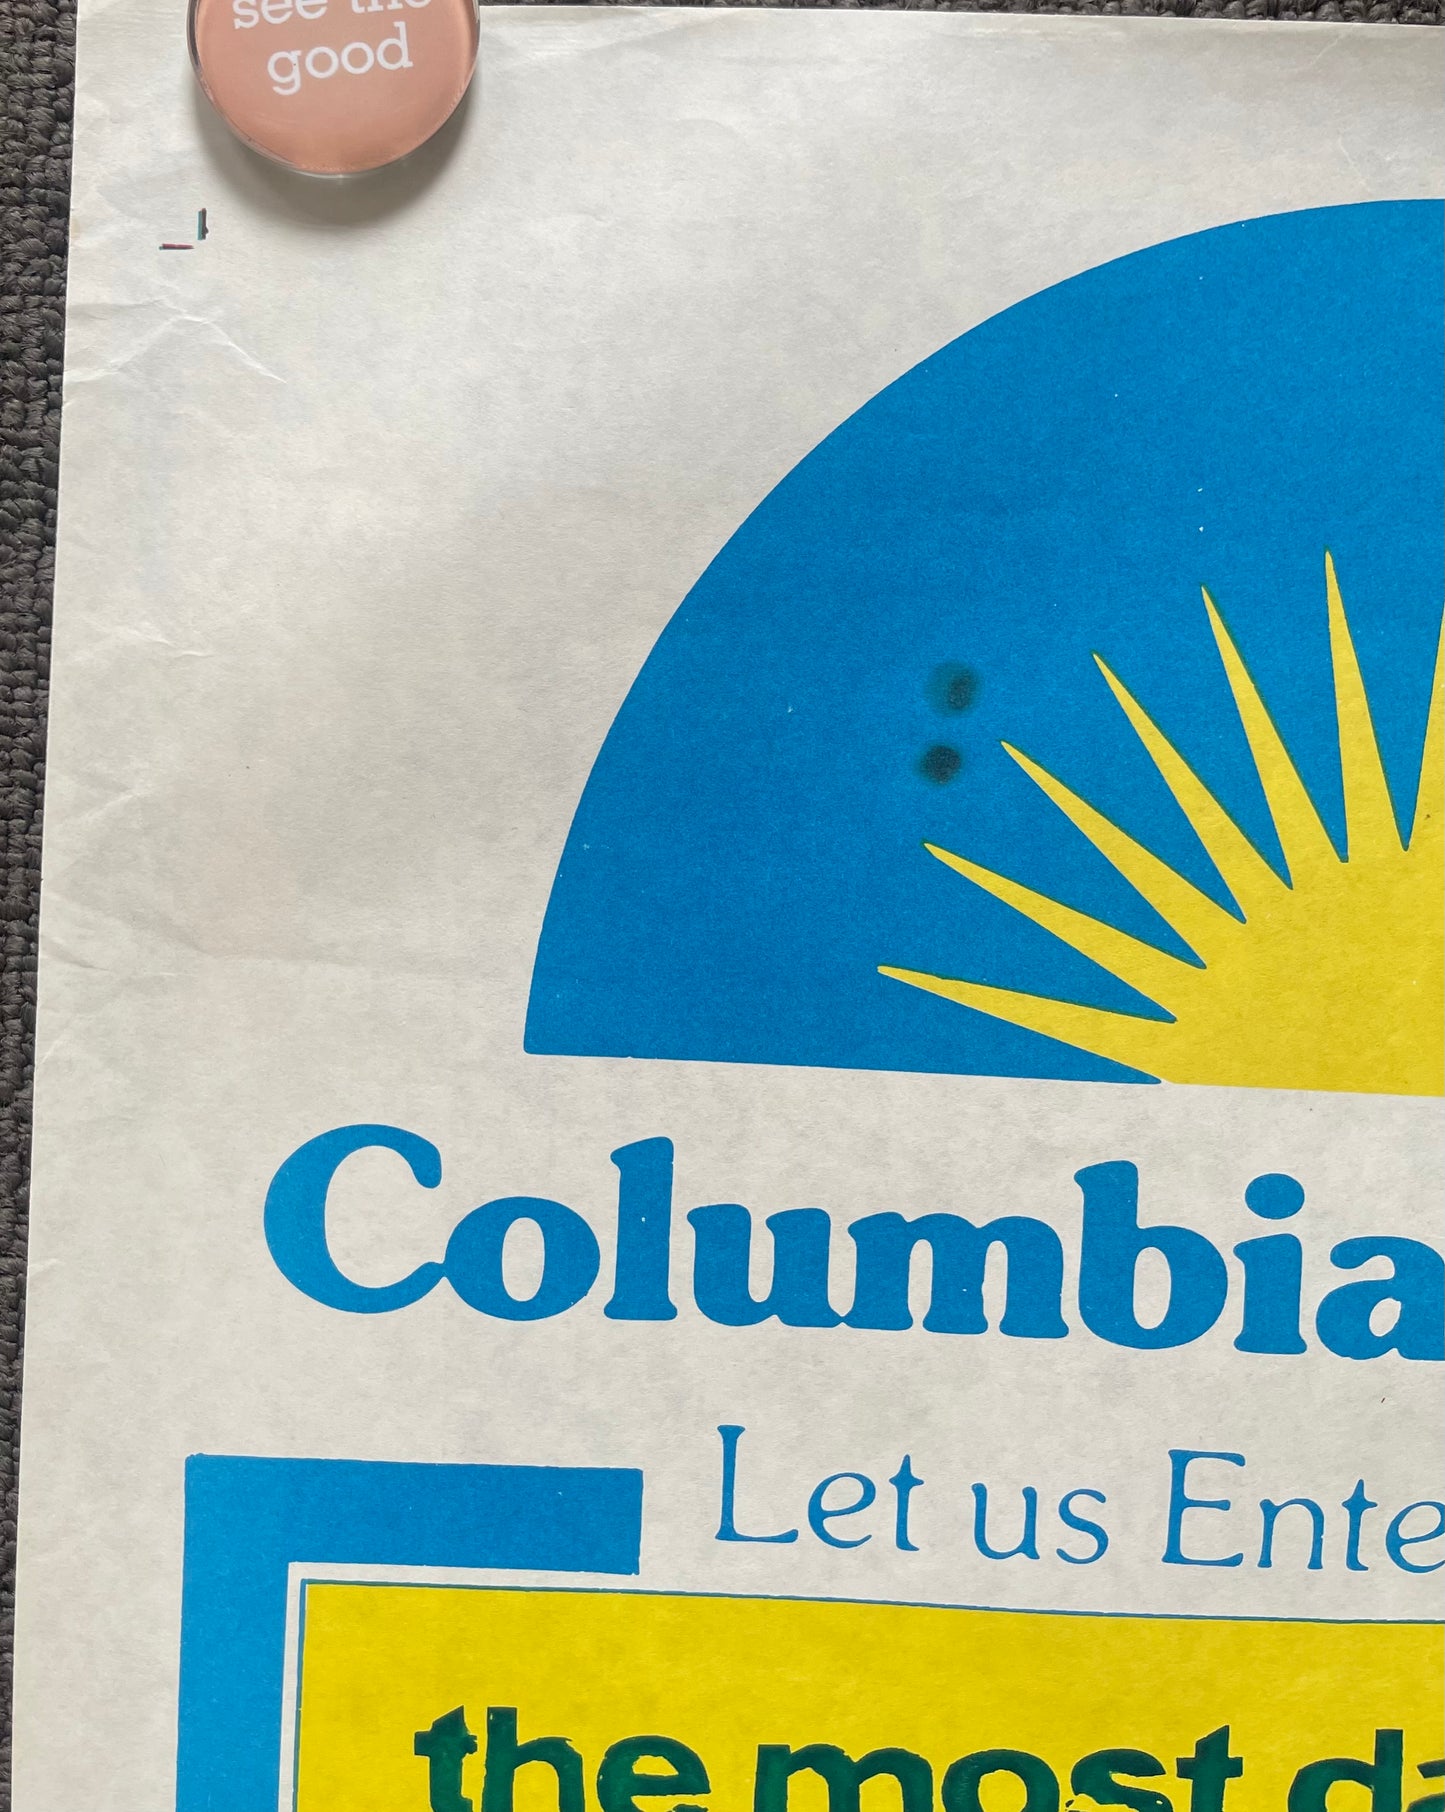 see the
good
Columbia
Let us Ente
the most da